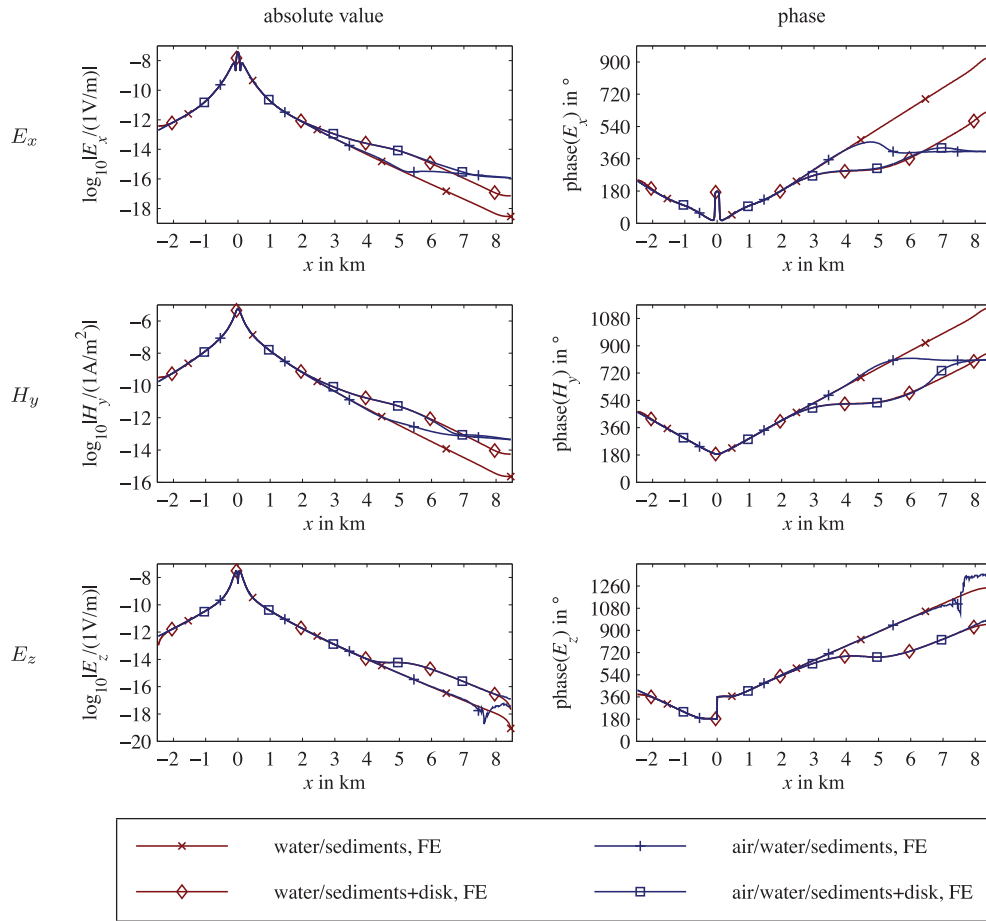 absolute value
phase
E_x
log10|E_x/(1V/m)|
−8
−10
−12
−14
−16
−18
−2 −1 0 1 2 3 4 5 6 7 8
x in km
phase(E_x) in °
900
720
540
360
180
0
−2 −1 0 1 2 3 4 5 6 7 8
x in km
H_y
log10|H_y/(1A/m²)|
−6
−8
−10
−12
−14
−16
−2 −1 0 1 2 3 4 5 6 7 8
x in km
phase(H_y) in °
1080
900
720
540
360
180
0
−2 −1 0 1 2 3 4 5 6 7 8
x in km
E_z
log10|E_z/(1V/m)|
−8
−10
−12
−14
−16
−18
−20
−2 −1 0 1 2 3 4 5 6 7 8
x in km
phase(E_z) in °
1260
1080
900
720
540
360
180
0
−2 −1 0 1 2 3 4 5 6 7 8
x in km
water/sediments, FE
air/water/sediments, FE
water/sediments+disk, FE
air/water/sediments+disk, FE